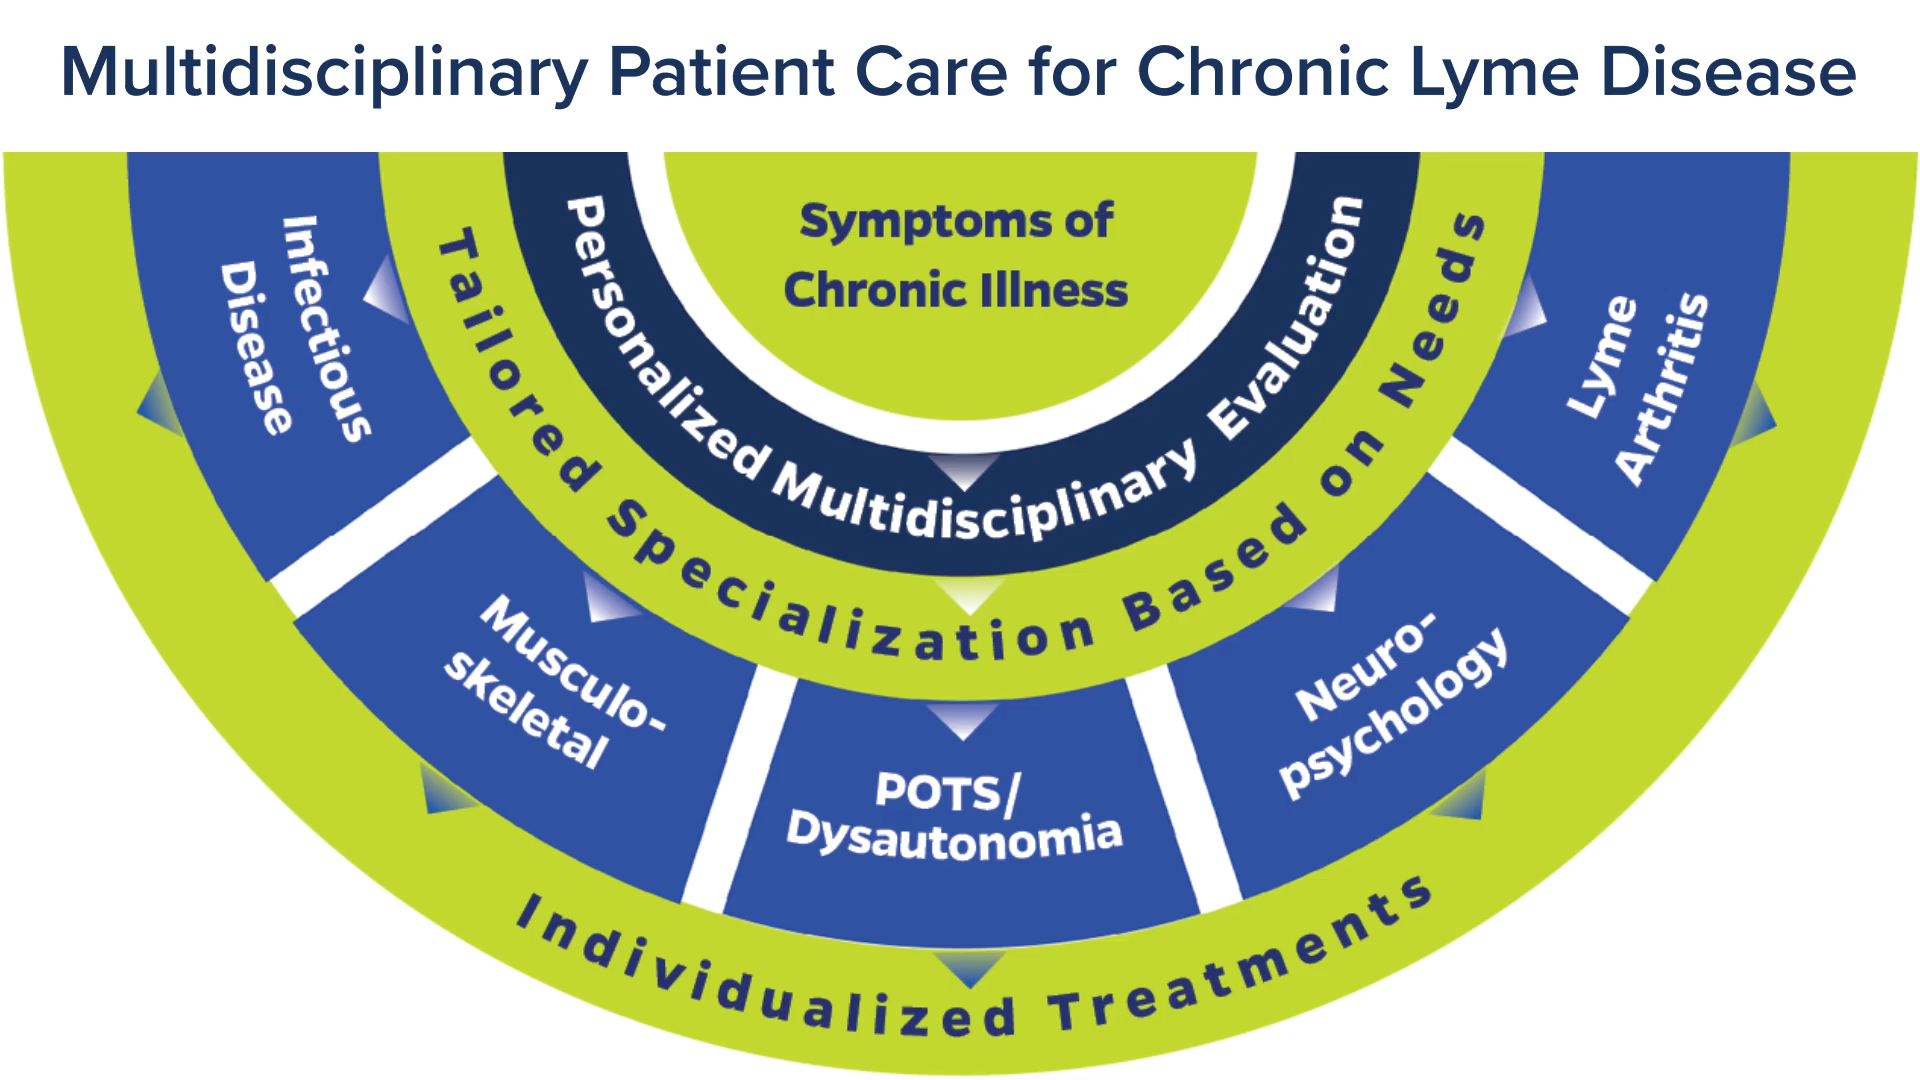 Multidisciplinary Patient Care for Chronic Lyme Disease
Symptoms of
Chronic Illness
Personalized Multidisciplinary Evaluation
Tailored Specialization Based on Needs
Infectious
Disease
Musculo-
skeletal
POTS/
Dysautonomia
Neuro-
psychology
Lyme
Arthritis
Individualized Treatments